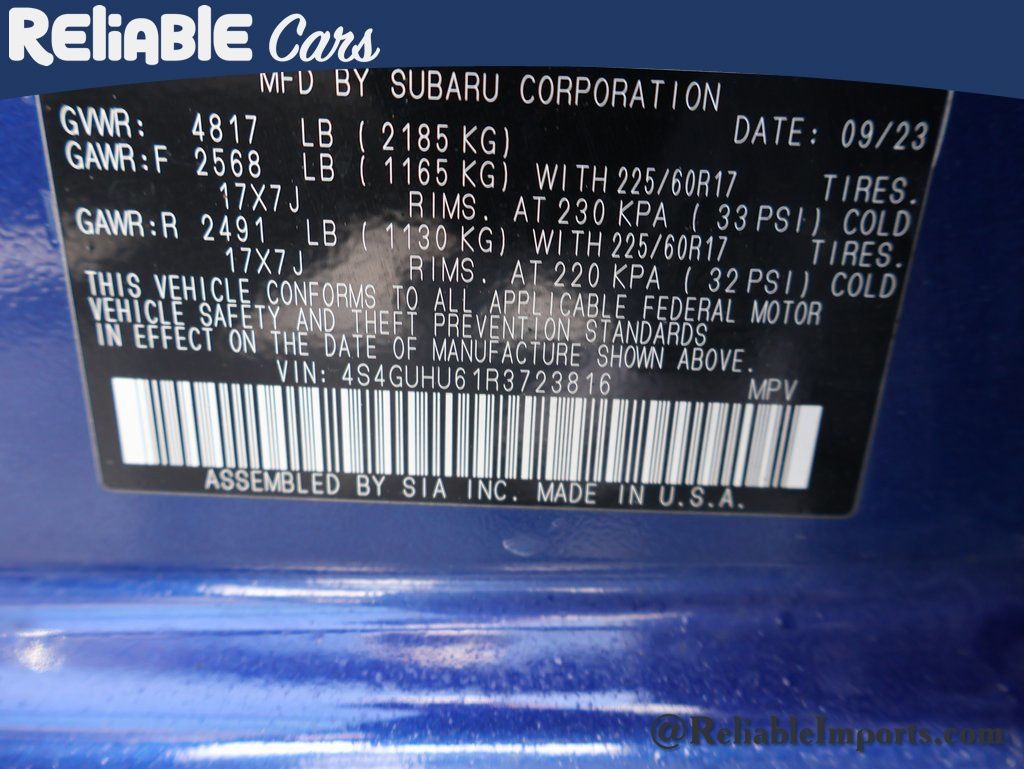 Reliable Cars
MFD BY SUBARU CORPORATION
GVWR: 4817 LB ( 2185 KG) DATE: 09/23
GAWR:F 2568 LB ( 1165 KG) WITH 225/60R17 TIRES.
17X7J RIMS. AT 230 KPA ( 33 PSI) COLD
GAWR:R 2491 LB ( 1130 KG) WITH 225/60R17 TIRES.
17X7J RIMS. AT 220 KPA ( 32 PSI) COLD
THIS VEHICLE CONFORMS TO ALL APPLICABLE FEDERAL MOTOR
VEHICLE SAFETY AND THEFT PREVENTION STANDARDS
IN EFFECT ON THE DATE OF MANUFACTURE SHOWN ABOVE.
VIN: 4S4GUHU61R3723816 MPV
ASSEMBLED BY SIA INC. MADE IN U.S.A.
@ReliableImports.com